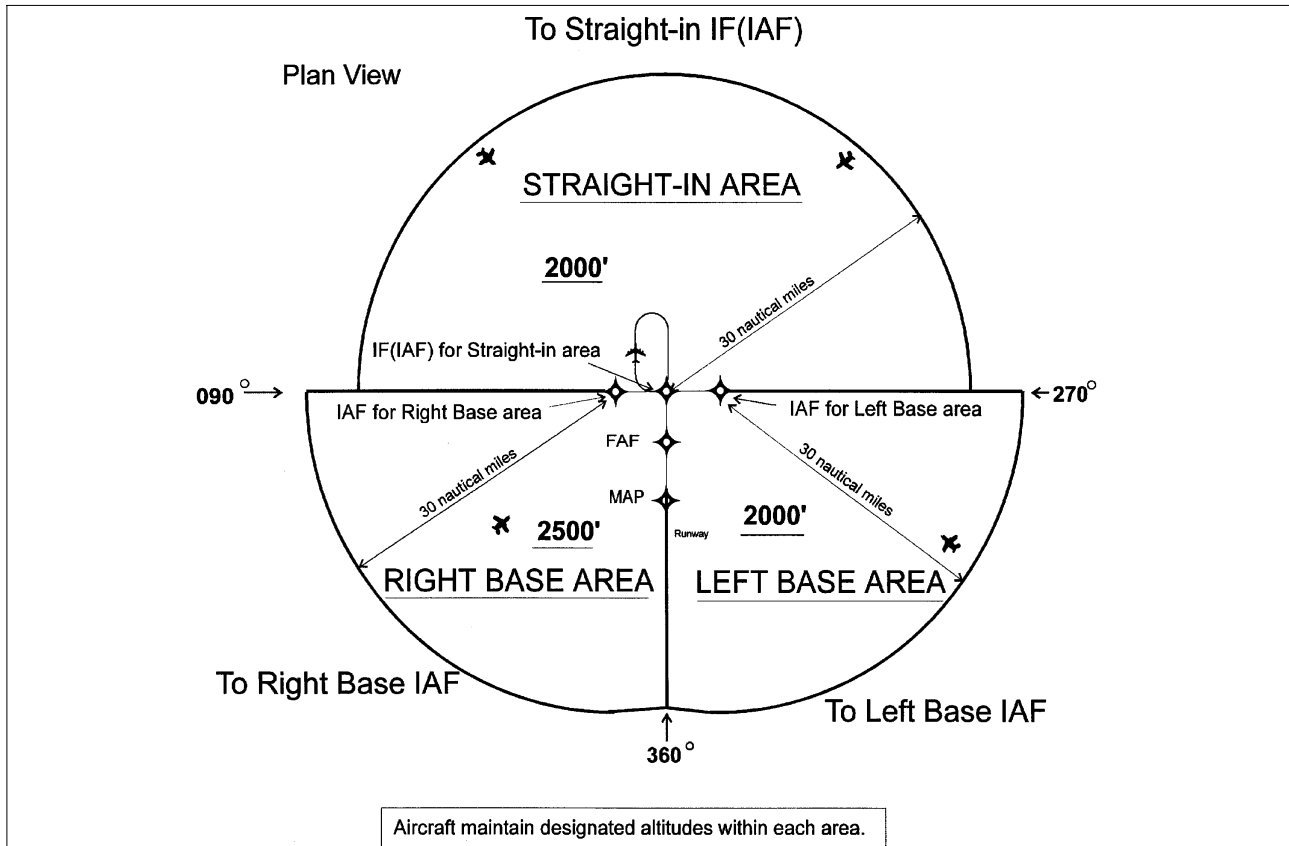 To Straight-in IF(IAF)
Plan View
STRAIGHT-IN AREA
2000'
30 nautical miles
IF(IAF) for Straight-in area
090°
270°
IAF for Right Base area
IAF for Left Base area
FAF
30 nautical miles
30 nautical miles
MAP
2500'
2000'
Runway
RIGHT BASE AREA
LEFT BASE AREA
To Right Base IAF
To Left Base IAF
360°
Aircraft maintain designated altitudes within each area.